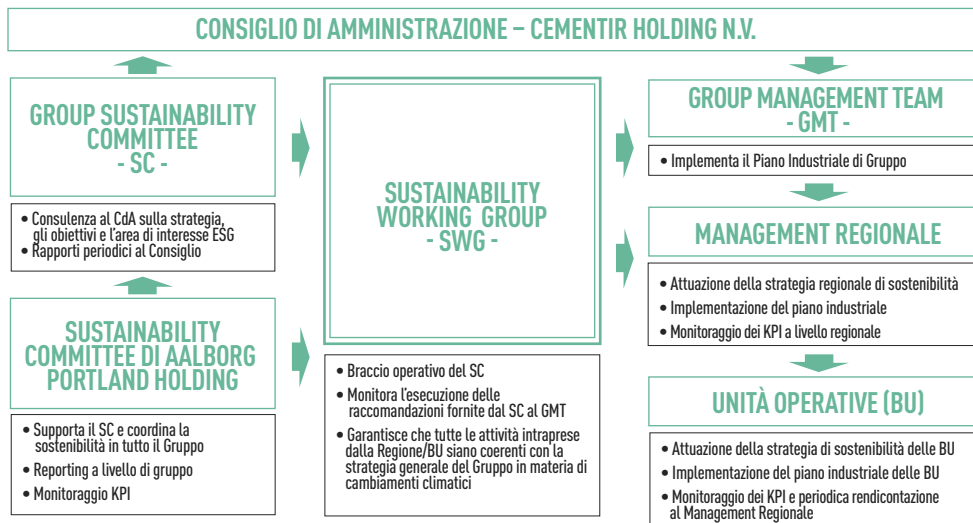 CONSIGLIO DI AMMINISTRAZIONE – CEMENTIR HOLDING N.V.
GROUP SUSTAINABILITY
COMMITTEE
- SC -
• Consulenza al CdA sulla strategia,
gli obiettivi e l'area di interesse ESG
• Rapporti periodici al Consiglio
SUSTAINABILITY
COMMITTEE DI AALBORG
PORTLAND HOLDING
• Supporta il SC e coordina la
sostenibilità in tutto il Gruppo
• Reporting a livello di gruppo
• Monitoraggio KPI
SUSTAINABILITY
WORKING GROUP
- SWG -
• Braccio operativo del SC
• Monitora l'esecuzione delle
raccomandazioni fornite dal SC al GMT
• Garantisce che tutte le attività intraprese
dalla Regione/BU siano coerenti con la
strategia generale del Gruppo in materia di
cambiamenti climatici
GROUP MANAGEMENT TEAM
- GMT -
• Implementa il Piano Industriale di Gruppo
MANAGEMENT REGIONALE
• Attuazione della strategia regionale di sostenibilità
• Implementazione del piano industriale
• Monitoraggio dei KPI a livello regionale
UNITÀ OPERATIVE (BU)
• Attuazione della strategia di sostenibilità delle BU
• Implementazione del piano industriale delle BU
• Monitoraggio dei KPI e periodica rendicontazione
al Management Regionale